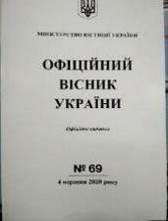 МІНІСТЕРСТВО ЮСТИЦІЇ УКРАЇНИ
ОФІЦІЙНИЙ
ВІСНИК
УКРАЇНИ
№ 69
4 вересня 2020 року